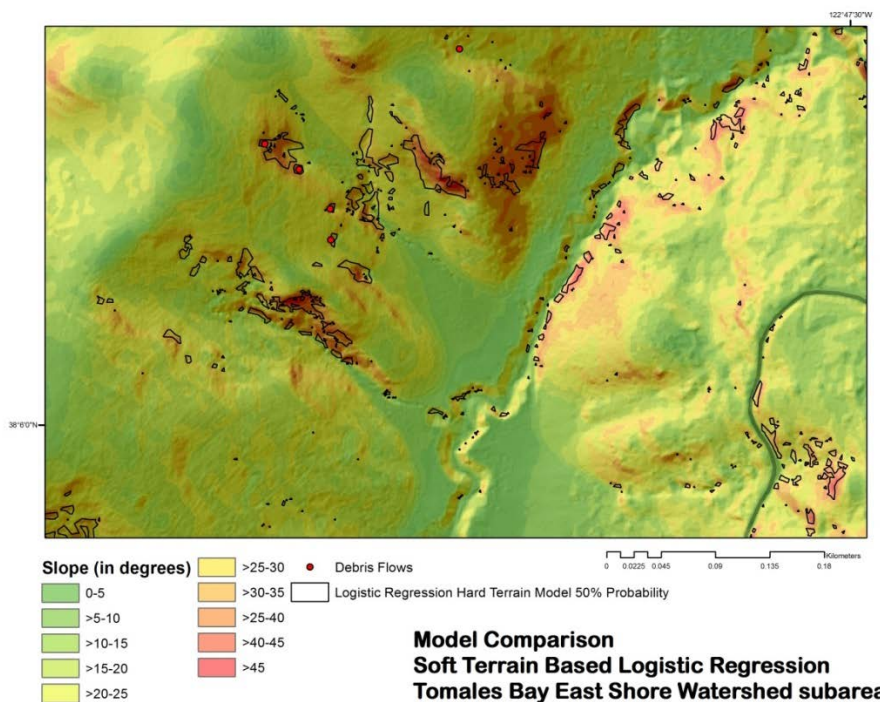 122°47'30"W
38°6'0"N
Kilometers
0 0.0225 0.045 0.09 0.135 0.18
Slope (in degrees)
0-5
>5-10
>10-15
>15-20
>20-25
>25-30
>30-35
>25-40
>40-45
>45
Debris Flows
Logistic Regression Hard Terrain Model 50% Probability
Model Comparison
Soft Terrain Based Logistic Regression
Tomales Bay East Shore Watershed subarea